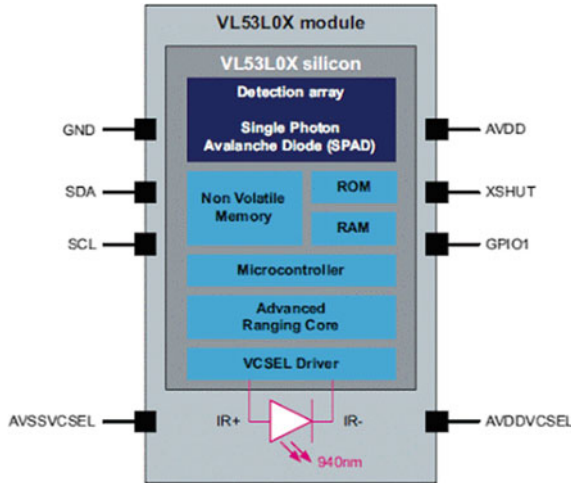 VL53L0X module
VL53L0X silicon
Detection array
Single Photon
Avalanche Diode (SPAD)
GND
AVDD
SDA
Non Volatile
Memory
ROM
XSHUT
SCL
RAM
GPIO1
Microcontroller
Advanced
Ranging Core
VCSEL Driver
AVSSVCSEL
IR+
IR-
AVDDVCSEL
940nm